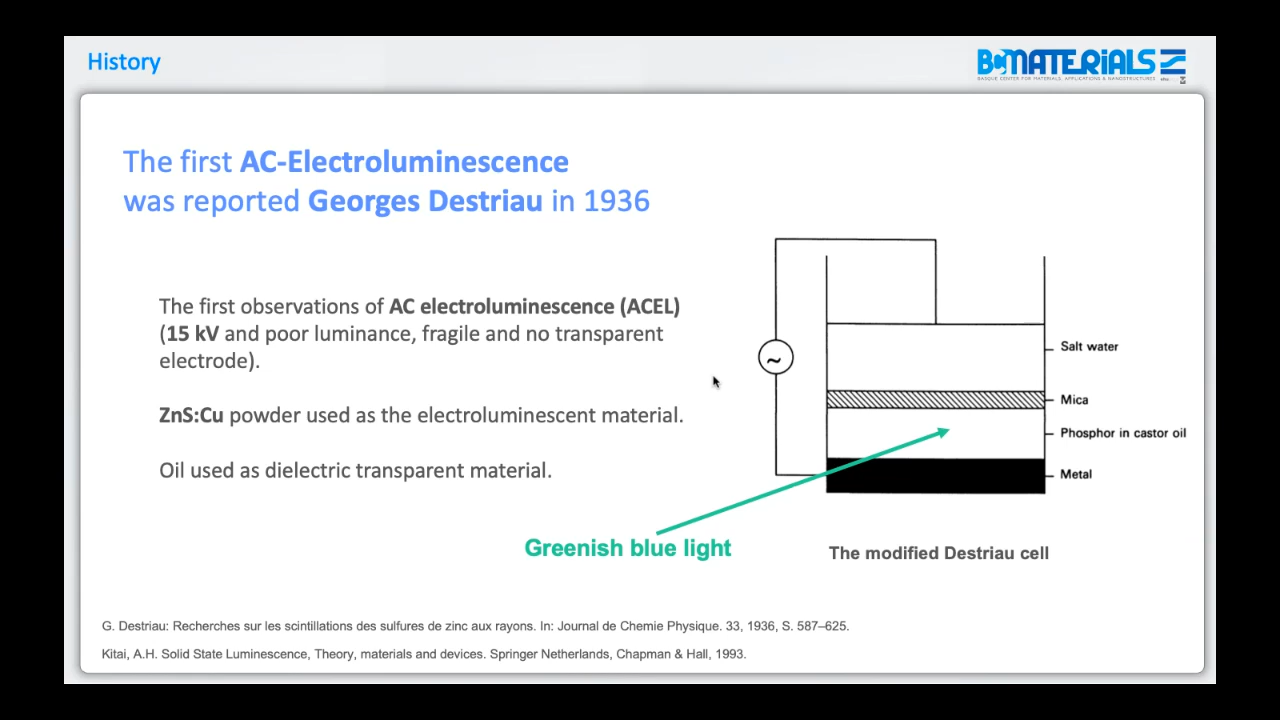 History
BCMATERIALS
BASQUE CENTER FOR MATERIALS, APPLICATIONS & NANOSTRUCTURES
The first AC-Electroluminescence
was reported Georges Destriau in 1936
The first observations of AC electroluminescence (ACEL)
(15 kV and poor luminance, fragile and no transparent
electrode).
ZnS:Cu powder used as the electroluminescent material.
Oil used as dielectric transparent material.
~
Salt water
Mica
Phosphor in castor oil
Metal
Greenish blue light
The modified Destriau cell
G. Destriau: Recherches sur les scintillations des sulfures de zinc aux rayons. In: Journal de Chemie Physique. 33, 1936, S. 587–625.
Kitai, A.H. Solid State Luminescence, Theory, materials and devices. Springer Netherlands, Chapman & Hall, 1993.